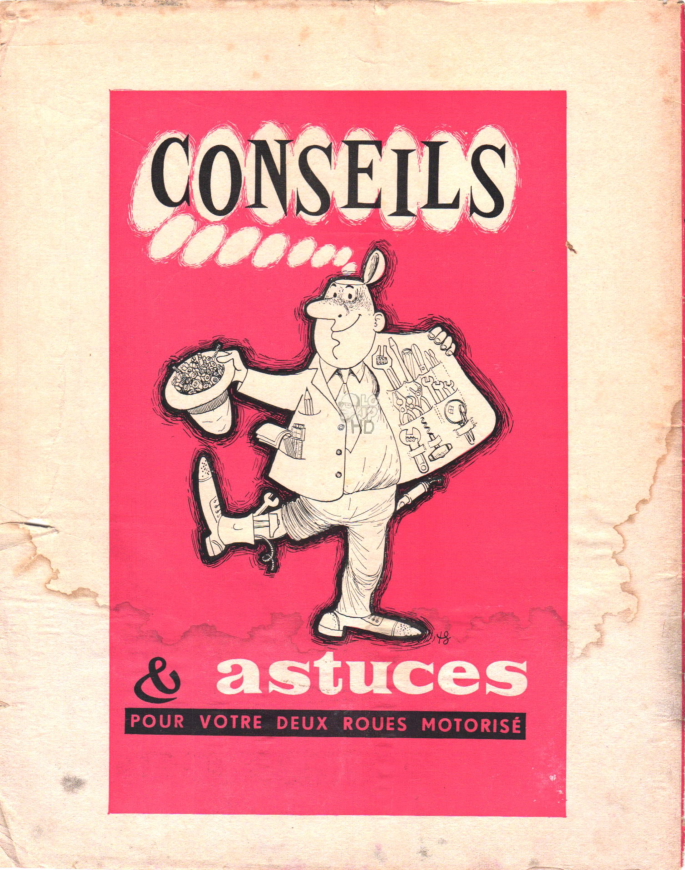 CONSEILS
& astuces
POUR VOTRE DEUX ROUES MOTORISÉ